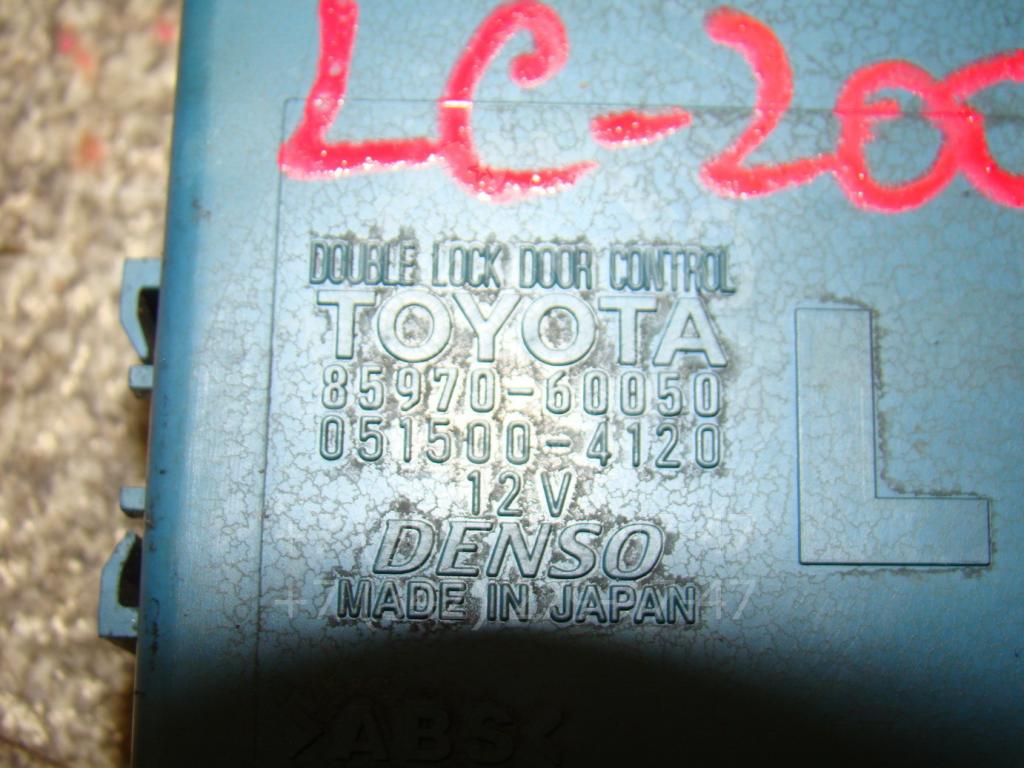 LC-200
DOUBLE LOCK DOOR CONTROL
TOYOTA
85970-60050
051500-4120
12V
DENSO
MADE IN JAPAN
L
>ABS<